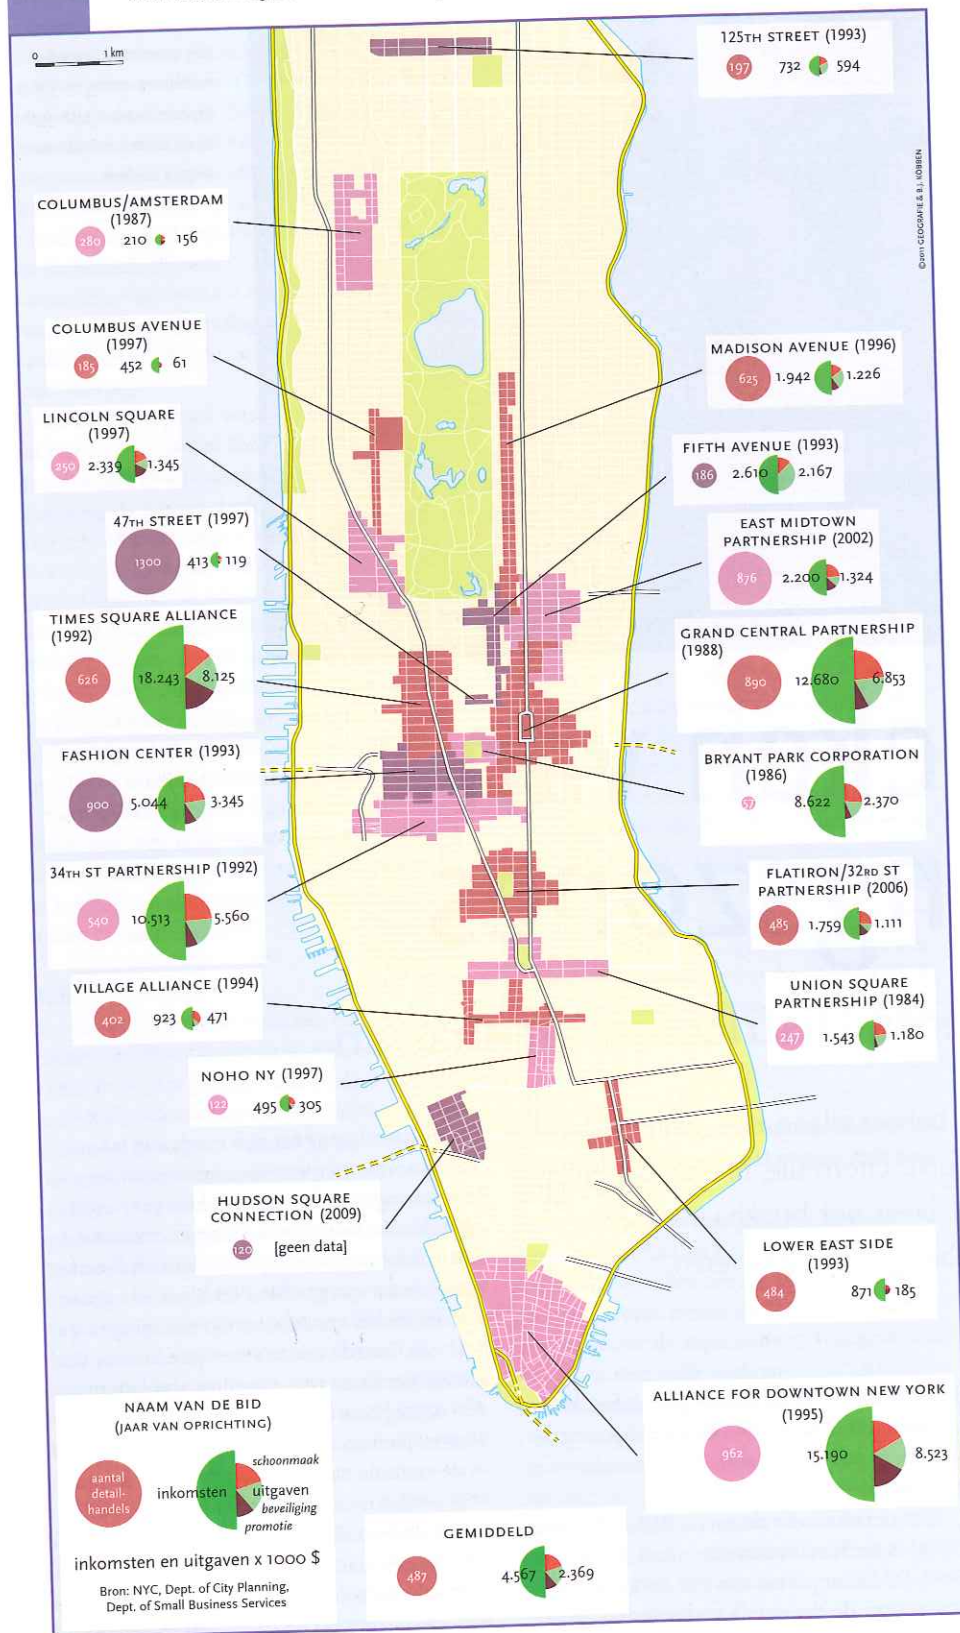 0 1 km
125TH STREET (1993)
197 732 594
©2011 GEOGRAFIE & B.J. KÖBBEN
COLUMBUS/AMSTERDAM
(1987)
280 210 156
COLUMBUS AVENUE
(1997)
185 452 61
MADISON AVENUE (1996)
625 1.942 1.226
LINCOLN SQUARE
(1997)
250 2.339 1.345
FIFTH AVENUE (1993)
186 2.610 2.167
47TH STREET (1997)
1300 413 119
EAST MIDTOWN
PARTNERSHIP (2002)
876 2.200 1.324
TIMES SQUARE ALLIANCE
(1992)
626 18.243 8.125
GRAND CENTRAL PARTNERSHIP
(1988)
890 12.680 6.853
FASHION CENTER (1993)
900 5.044 3.345
BRYANT PARK CORPORATION
(1986)
57 8.622 2.370
34TH ST PARTNERSHIP (1992)
540 10.513 5.560
FLATIRON/32RD ST
PARTNERSHIP (2006)
485 1.759 1.111
VILLAGE ALLIANCE (1994)
402 923 471
UNION SQUARE
PARTNERSHIP (1984)
247 1.543 1.180
NOHO NY (1997)
122 495 305
HUDSON SQUARE
CONNECTION (2009)
120 [geen data]
LOWER EAST SIDE
(1993)
484 871 185
ALLIANCE FOR DOWNTOWN NEW YORK
(1995)
962 15.190 8.523
NAAM VAN DE BID
(JAAR VAN OPRICHTING)
aantal
detail-
handels
inkomsten
schoonmaak
uitgaven
beveiliging
promotie
inkomsten en uitgaven x 1000 $
Bron: NYC, Dept. of City Planning,
Dept. of Small Business Services
GEMIDDELD
487 4.567 2.369